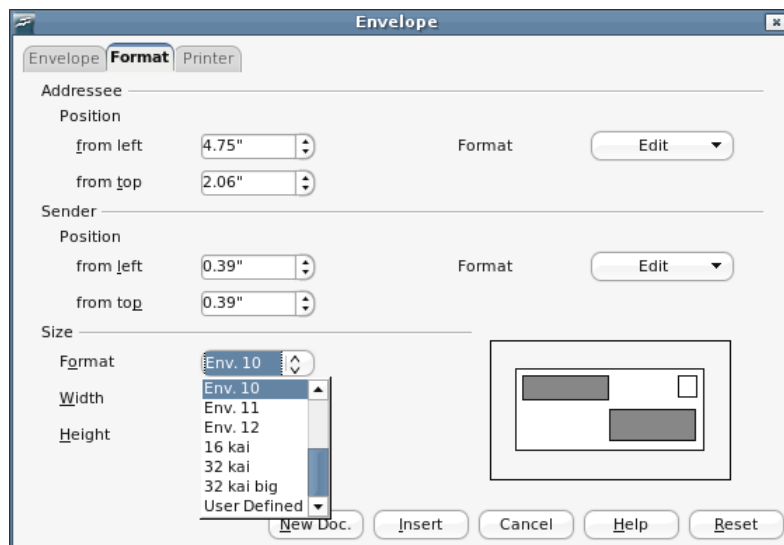 Envelope
Envelope Format Printer
Addressee
Position
from left 4.75" Format Edit
from top 2.06"
Sender
Position
from left 0.39" Format Edit
from top 0.39"
Size
Format Env. 10
Env. 10
Width Env. 11
Env. 12
Height 16 kai
32 kai
32 kai big
User Defined
New Doc. Insert Cancel Help Reset